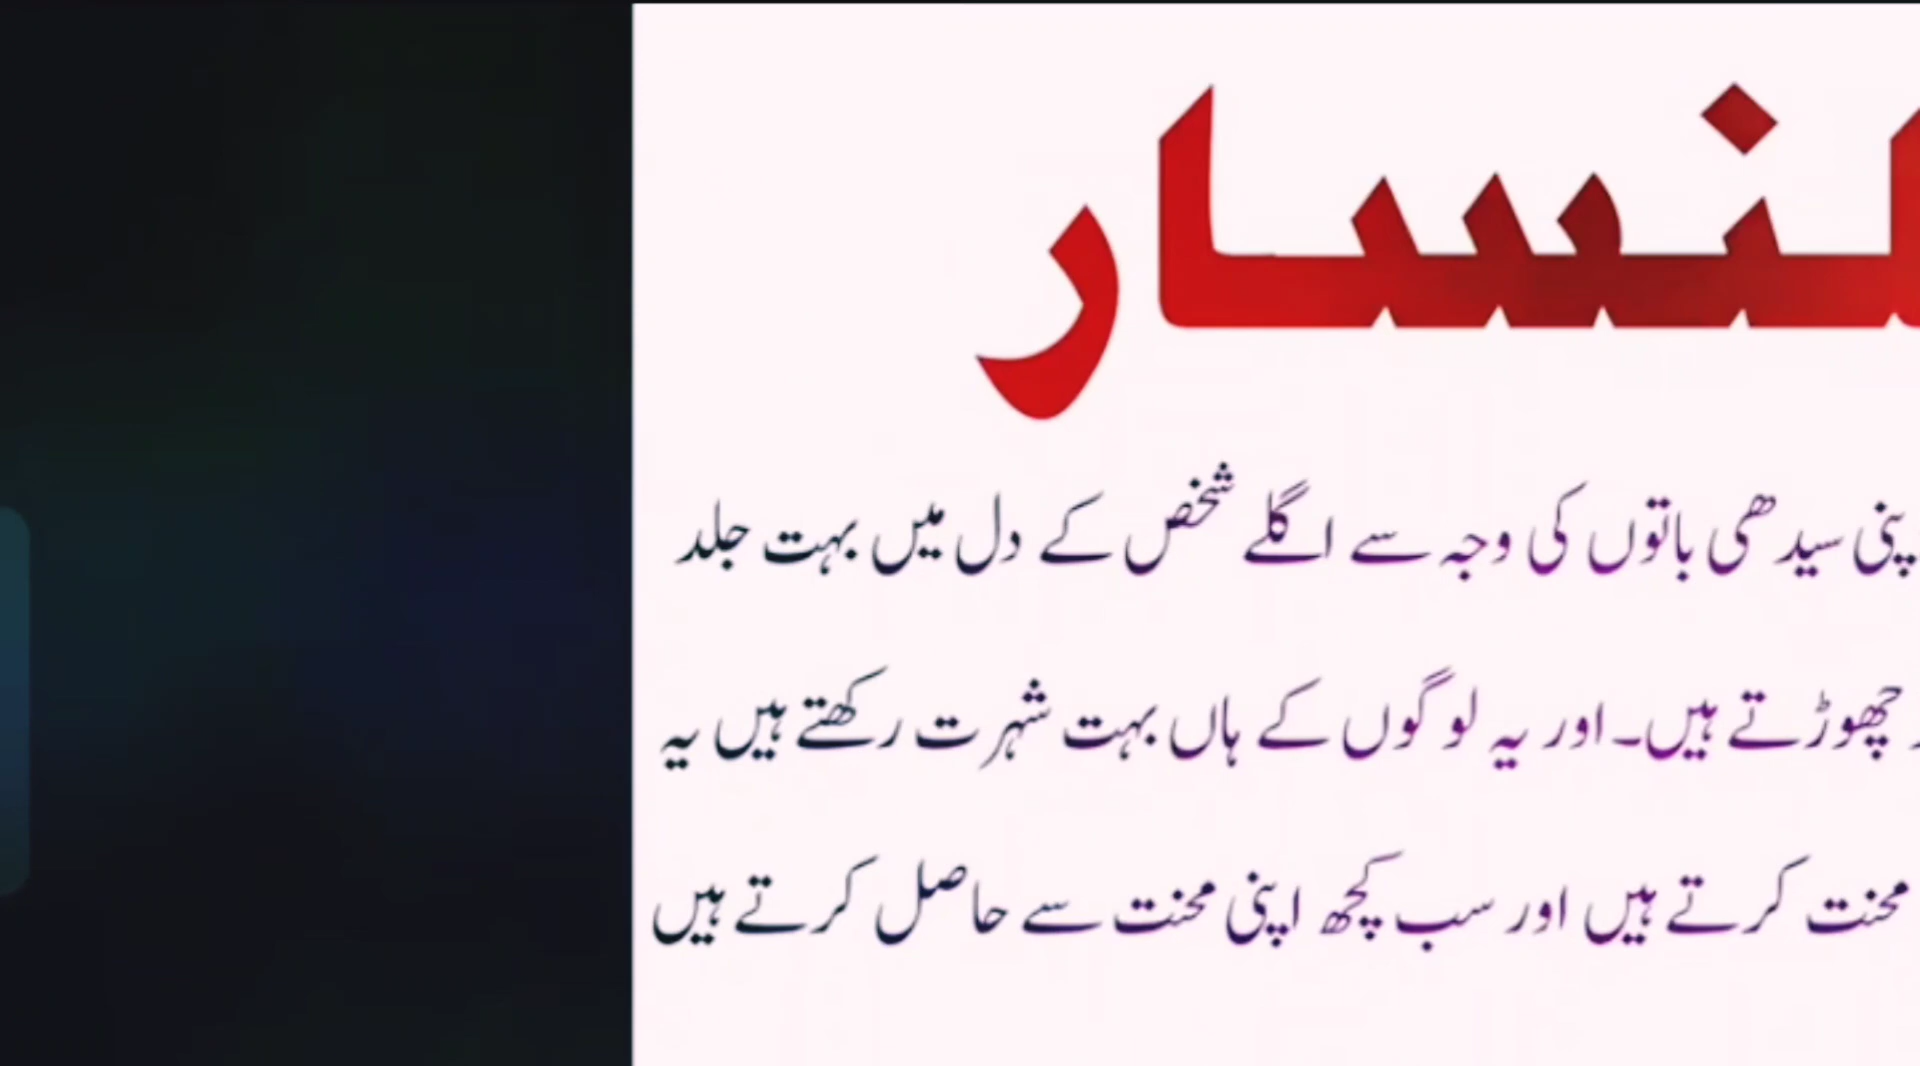 لنسار
پنی سیدھی باتوں کی وجہ سے اگلے شخص کے دل میں بہت جلد
چھوڑتے ہیں۔ اور یہ لوگوں کے ہاں بہت شہرت رکھتے ہیں یہ
محنت کرتے ہیں اور سب کچھ اپنی محنت سے حاصل کرتے ہیں